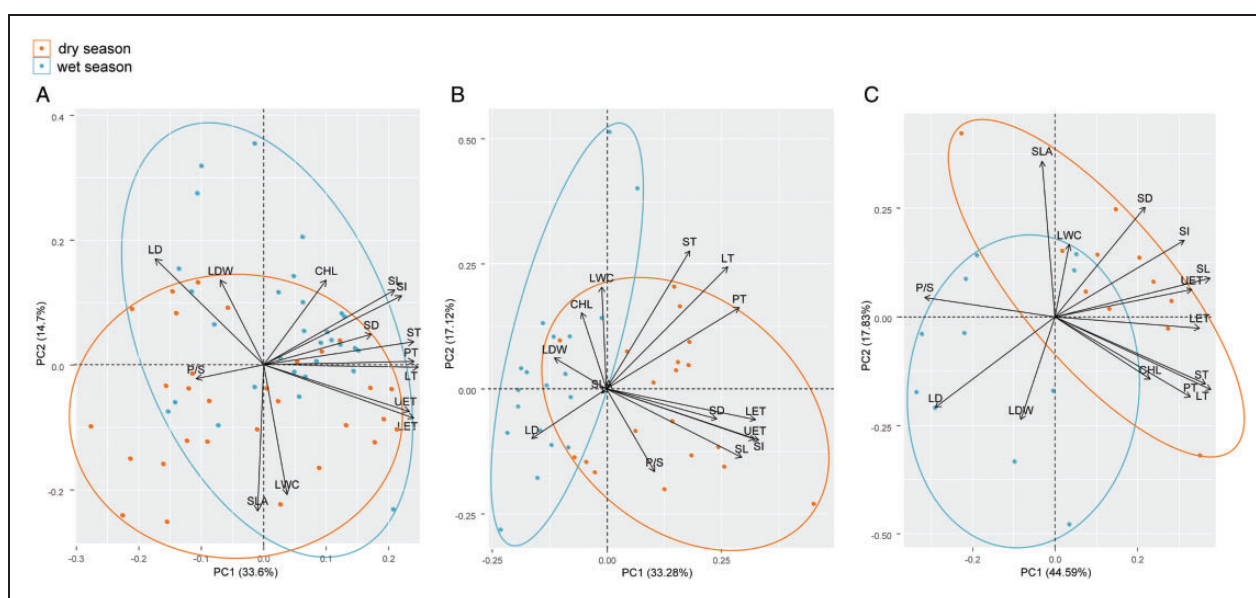 dry season
wet season
A
0.4
0.2
0.0
-0.2
PC2 (14.7%)
LD
LDW
CHL
SL
SI
SD
ST
PT
LT
P/S
UET
LET
SLA
LWC
-0.3
-0.2
-0.1
0.0
0.1
0.2
PC1 (33.6%)
B
0.50
0.25
0.00
-0.25
PC2 (17.12%)
ST
LT
LWC
CHL
PT
LDW
SLA
SD
LET
LD
UET
SI
SL
P/S
-0.25
0.00
0.25
PC1 (33.28%)
C
0.25
0.00
-0.25
-0.50
PC2 (17.83%)
SLA
SD
LWC
SI
SL
P/S
UET
LET
ST
CHL
PT
LT
LD
LDW
-0.2
0.0
0.2
PC1 (44.59%)